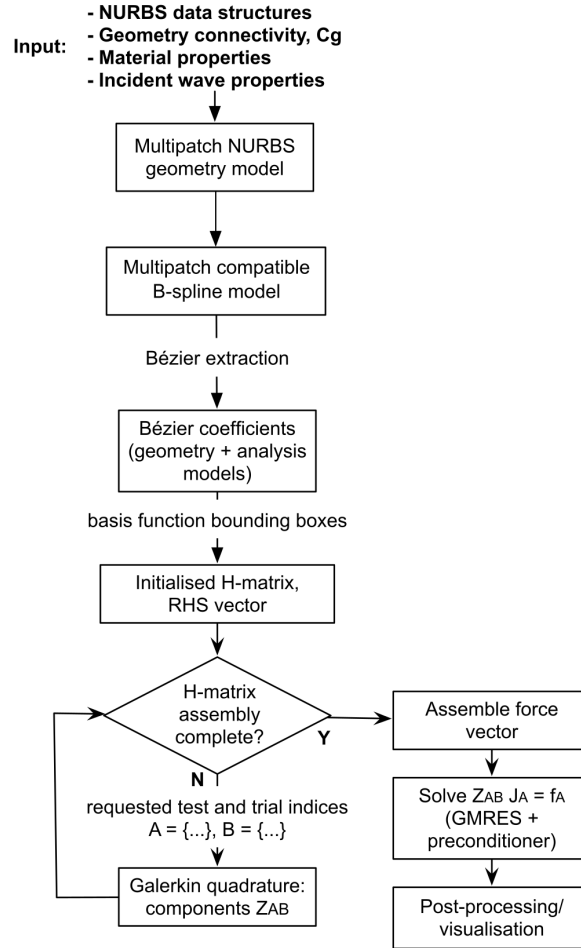 - NURBS data structures
Input:
- Geometry connectivity, Cg
- Material properties
- Incident wave properties
Multipatch NURBS
geometry model
Multipatch compatible
B-spline model
Bézier extraction
Bézier coefficients
(geometry + analysis
models)
basis function bounding boxes
Initialised H-matrix,
RHS vector
H-matrix
assembly
complete?
Y
N
requested test and trial indices
A = {...}, B = {...}
Galerkin quadrature:
components ZAB
Assemble force
vector
Solve ZAB JA = fA
(GMRES +
preconditioner)
Post-processing/
visualisation